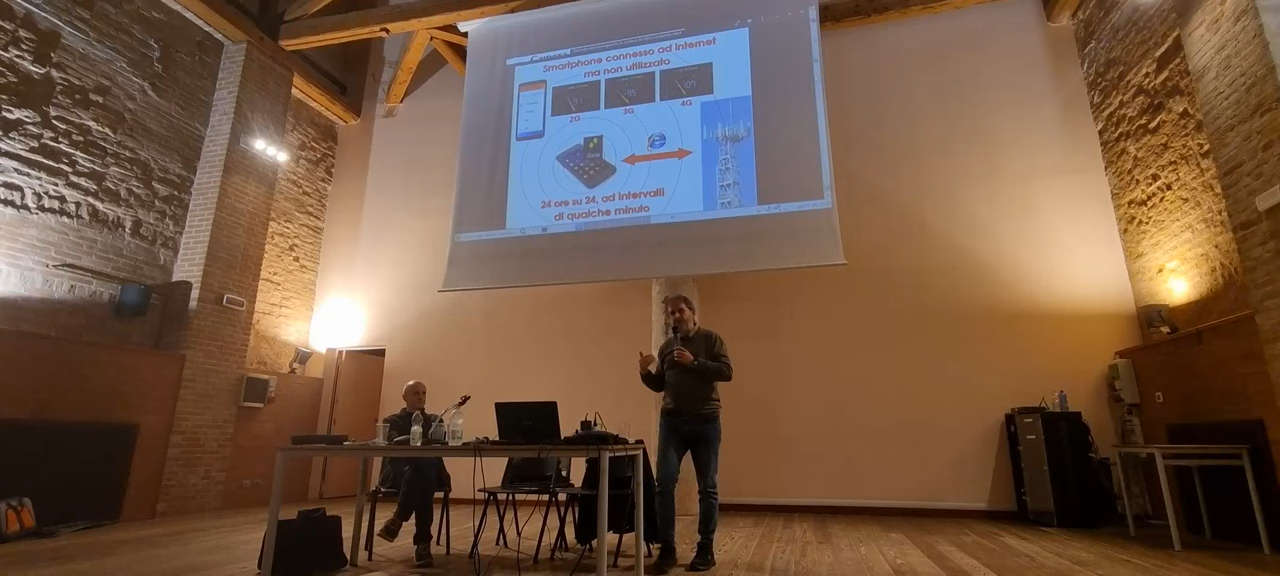 Smartphone connesso ad internet
ma non utilizzato
2G
3G
4G
24 ore su 24, ad intervalli
di qualche minuto